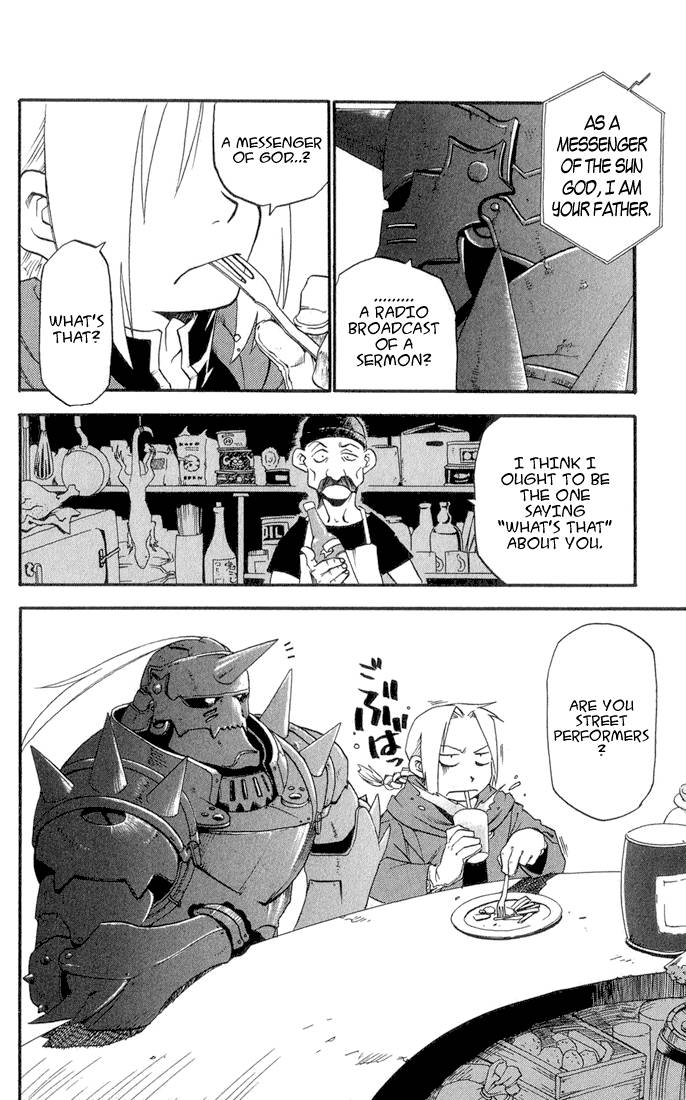 AS A
MESSENGER
OF THE SUN
GOD, I AM
YOUR FATHER.
.........
A RADIO
BROADCAST
OF A
SERMON?
A MESSENGER
OF GOD...?
WHAT'S
THAT?
I THINK I
OUGHT TO BE
THE ONE
SAYING
"WHAT'S THAT"
ABOUT YOU.
ARE YOU
STREET
PERFORMERS
?
ごぶはっ